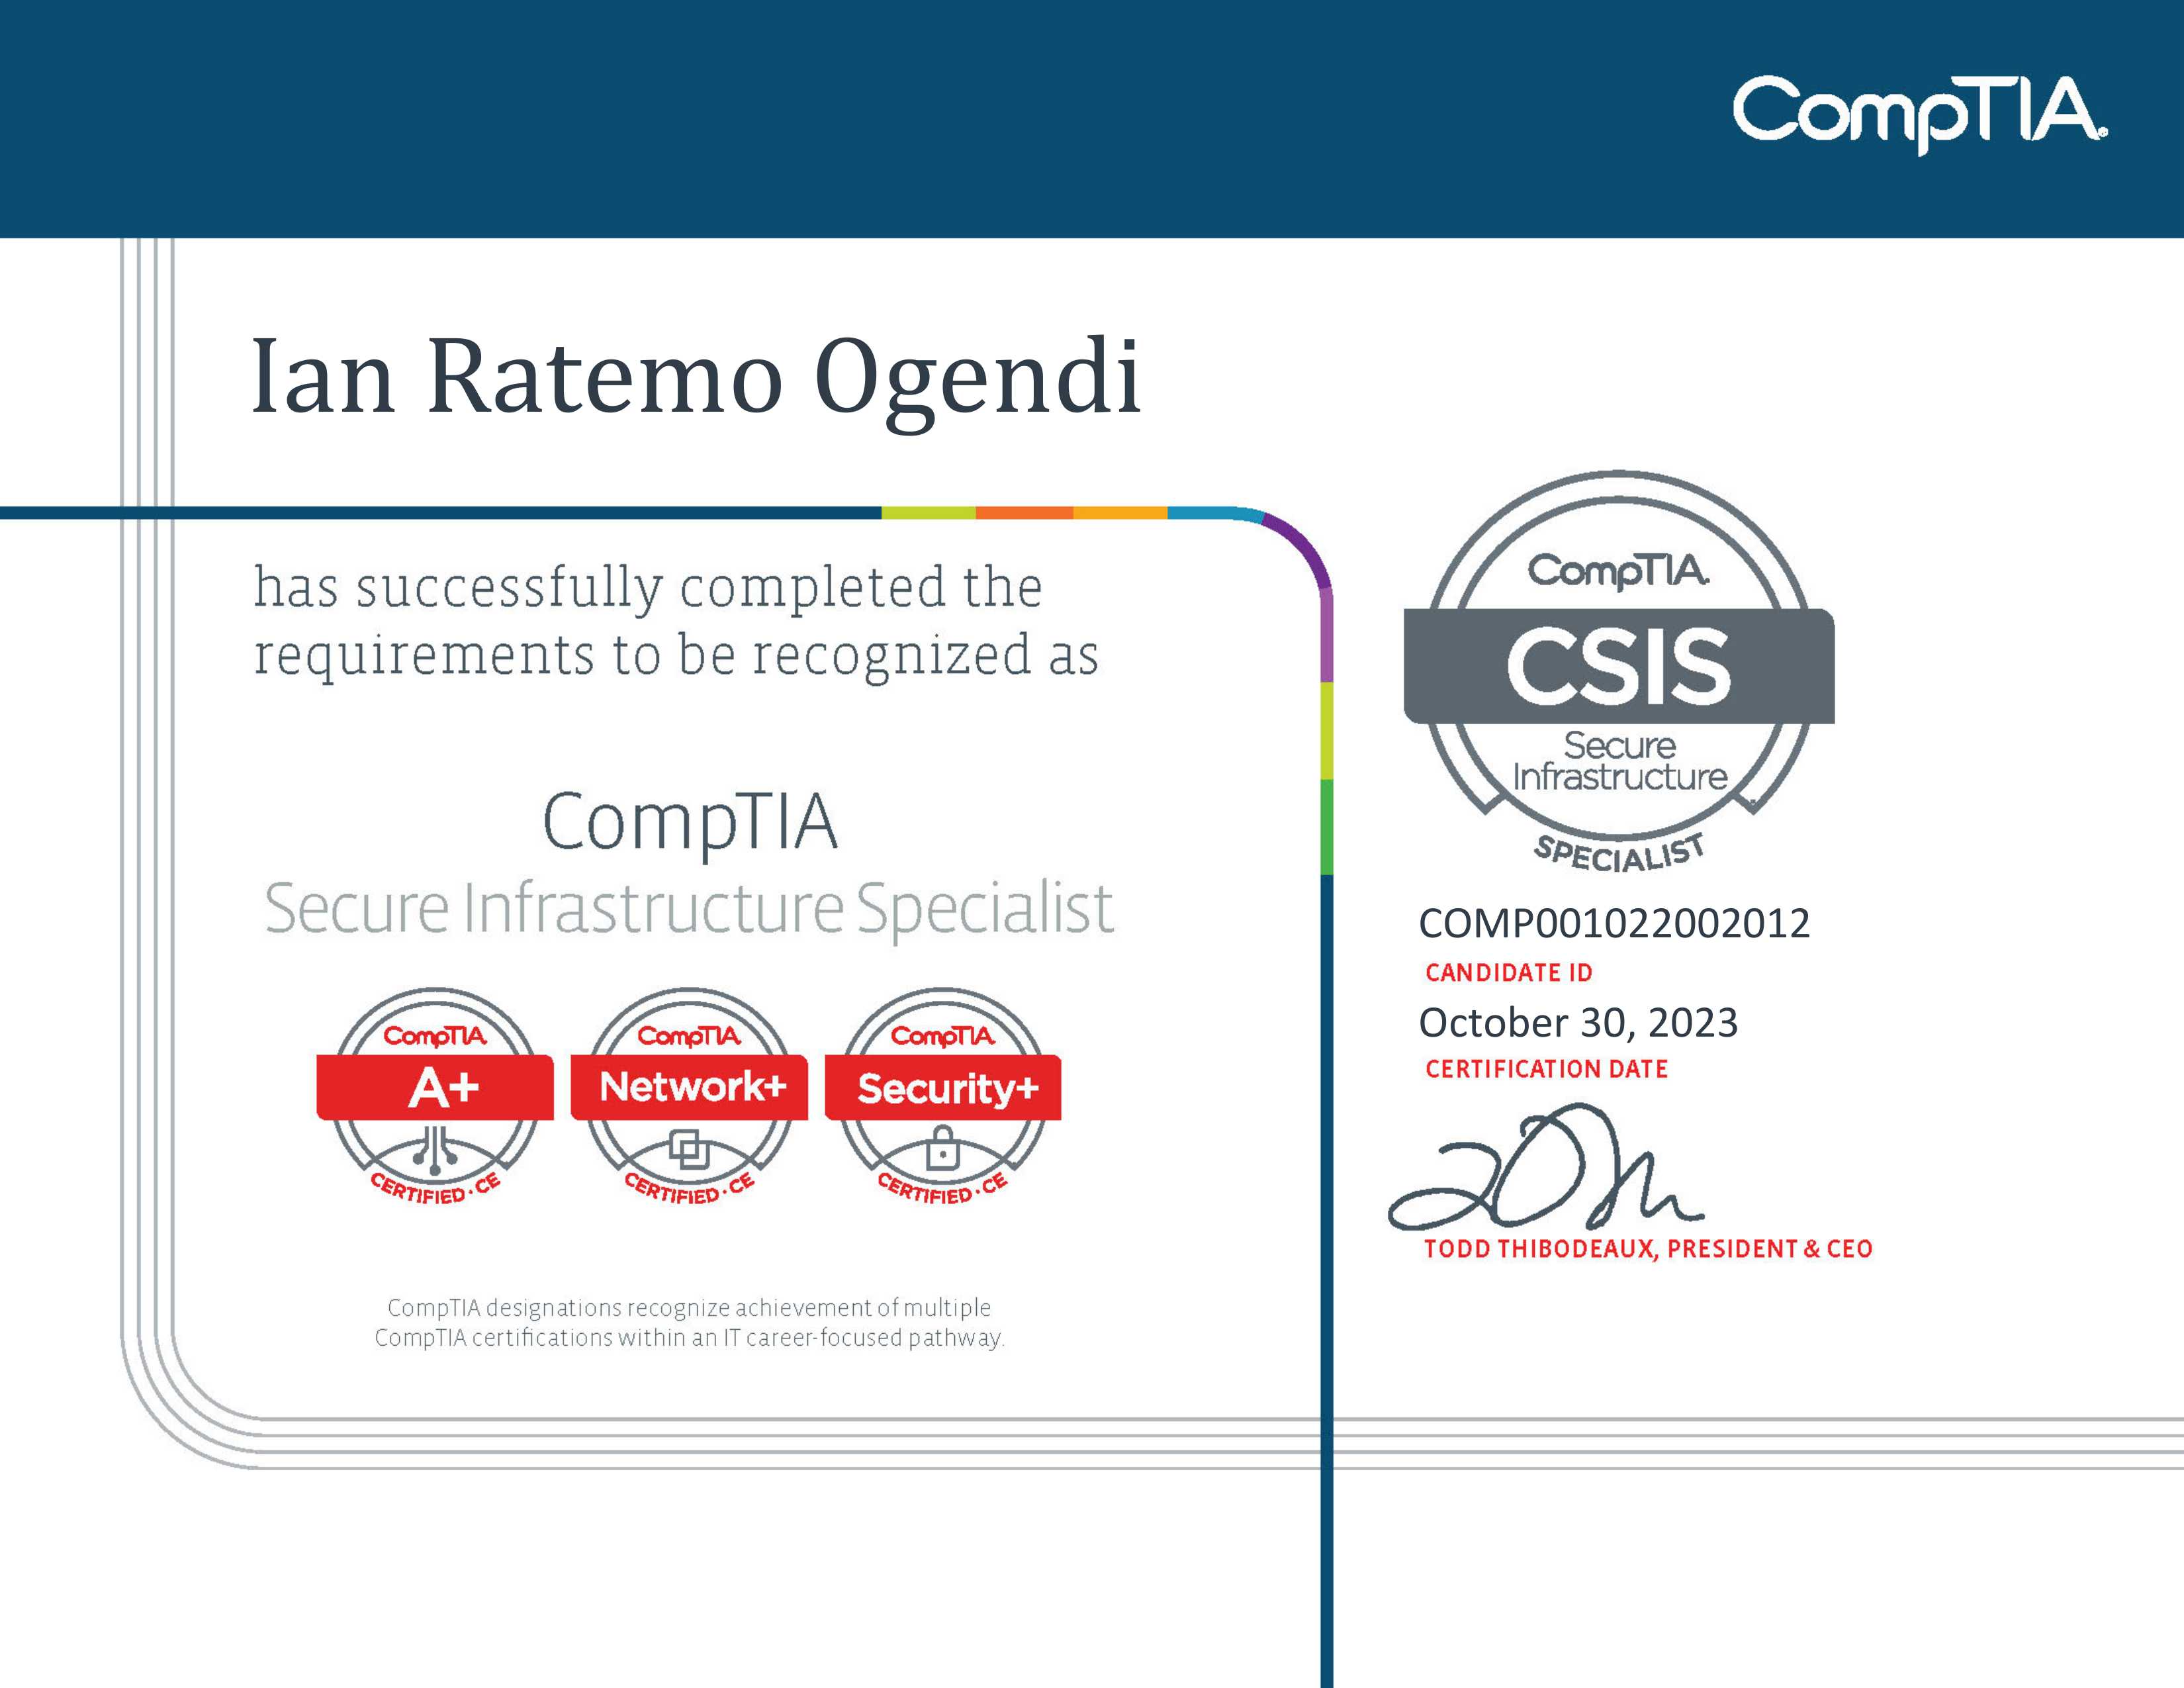 CompTIA®
Ian Ratemo Ogendi
has successfully completed the
requirements to be recognized as
CompTIA
Secure Infrastructure Specialist
CompTIA
A+
CERTIFIED · CE
CompTIA
Network+
CERTIFIED · CE
CompTIA
Security+
CERTIFIED · CE
CompTIA designations recognize achievement of multiple
CompTIA certifications within an IT career-focused pathway.
CompTIA
CSIS
Secure
Infrastructure
SPECIALIST
COMP001022002012
CANDIDATE ID
October 30, 2023
CERTIFICATION DATE
TODD THIBODEAUX, PRESIDENT & CEO